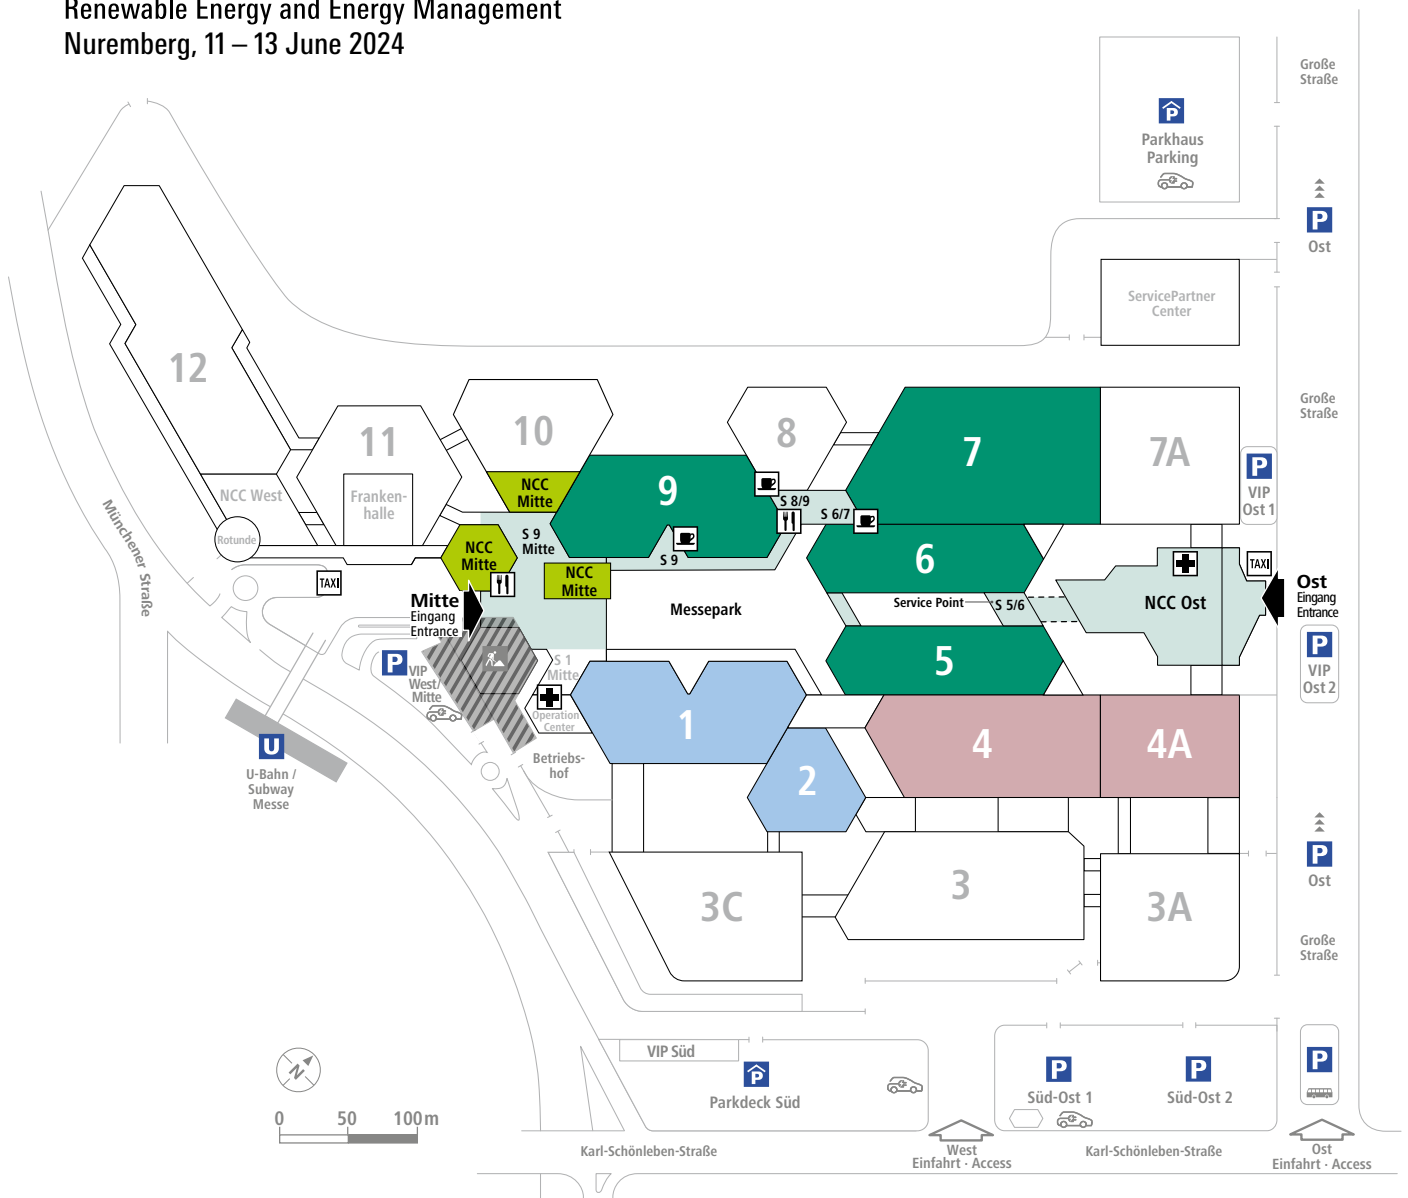 Renewable Energy and Energy Management
Nuremberg, 11 – 13 June 2024
Große
Straße
P
Parkhaus
Parking
P
Ost
ServicePartner
Center
12
11
10
8
7
7A
Große
Straße
NCC West
Franken-
halle
Rotunde
NCC
Mitte
9
S 8/9
S 6/7
P
VIP
Ost 1
S 9
Mitte
NCC
Mitte
S 9
6
TAXI
TAXI
NCC
Mitte
Mitte
Eingang
Entrance
Messepark
Service Point
S 5/6
NCC Ost
Ost
Eingang
Entrance
Münchener Straße
P
VIP
West/
Mitte
S 1
Mitte
Operation
Center
5
P
VIP
Ost 2
U
U-Bahn /
Subway
Messe
Betriebs-
hof
1
2
4
4A
P
Ost
3C
3
3A
Große
Straße
N
0 50 100 m
VIP Süd
P
Parkdeck Süd
P
Süd-Ost 1
P
Süd-Ost 2
P
Karl-Schönleben-Straße
West
Einfahrt · Access
Karl-Schönleben-Straße
Ost
Einfahrt · Access